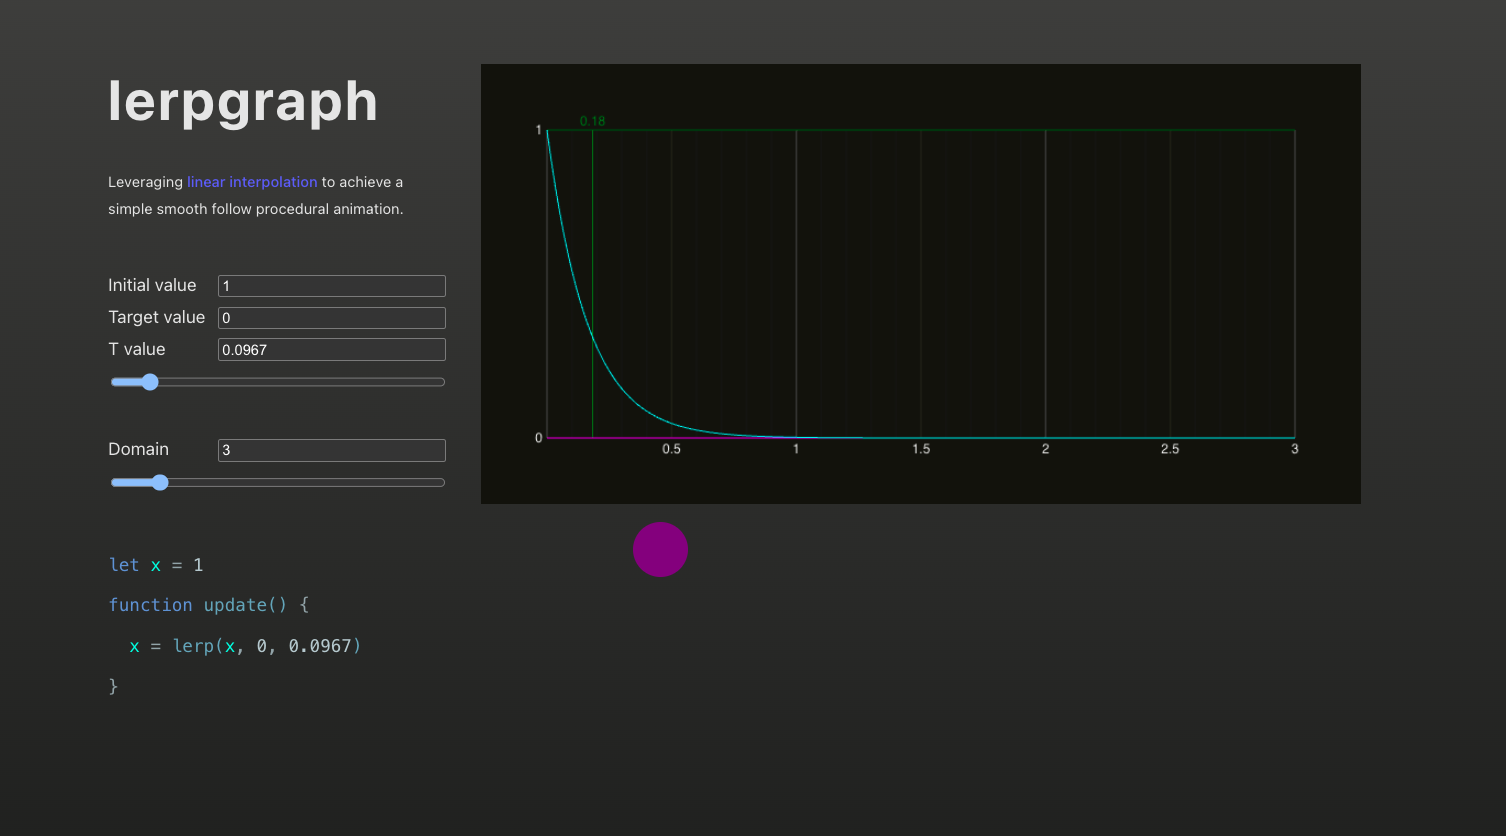 lerpgraph
Leveraging linear interpolation to achieve a
simple smooth follow procedural animation.
Initial value 1
Target value 0
T value 0.0967
Domain 3
let x = 1
function update() {
x = lerp(x, 0, 0.0967)
}
0.18
1
0
0.5 1 1.5 2 2.5 3